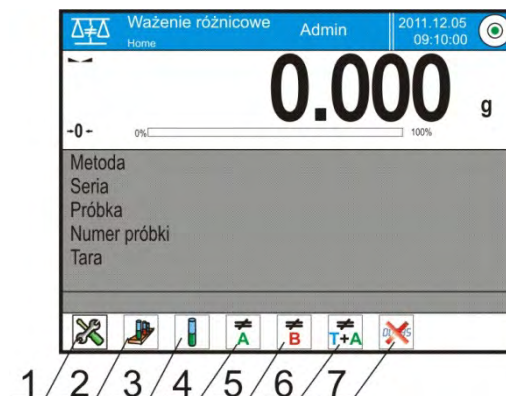 Ważenie różnicowe Admin 2011.12.05
Home 09:10:00
0.000 g
→0← 0% 100%
Metoda
Seria
Próbka
Numer próbki
Tara
≠ A ≠ B ≠ T+A
1 2 3 4 5 6 7